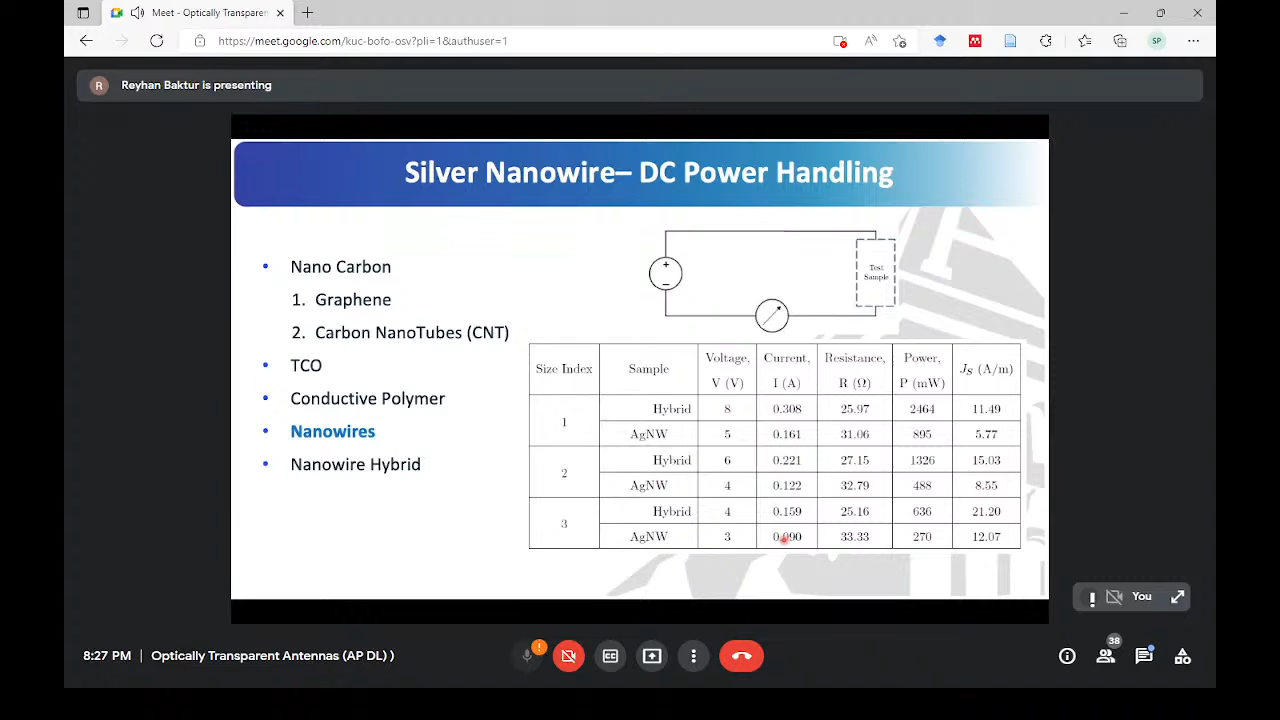 Meet - Optically Transparen
https://meet.google.com/kuc-bofo-osv?pli=1&authuser=1
SP
R
Reyhan Baktur is presenting
Silver Nanowire– DC Power Handling
• Nano Carbon
1. Graphene
2. Carbon NanoTubes (CNT)
• TCO
• Conductive Polymer
• Nanowires
• Nanowire Hybrid
+
−
Test
Sample
Size Index Sample Voltage, V (V) Current, I (A) Resistance, R (Ω) Power, P (mW) J_S (A/m)
1 Hybrid 8 0.308 25.97 2464 11.49
AgNW 5 0.161 31.06 895 5.77
2 Hybrid 6 0.221 27.15 1326 15.03
AgNW 4 0.122 32.79 488 8.55
3 Hybrid 4 0.159 25.16 636 21.20
AgNW 3 0.090 33.33 270 12.07
You
8:27 PM | Optically Transparent Antennas (AP DL) )
38